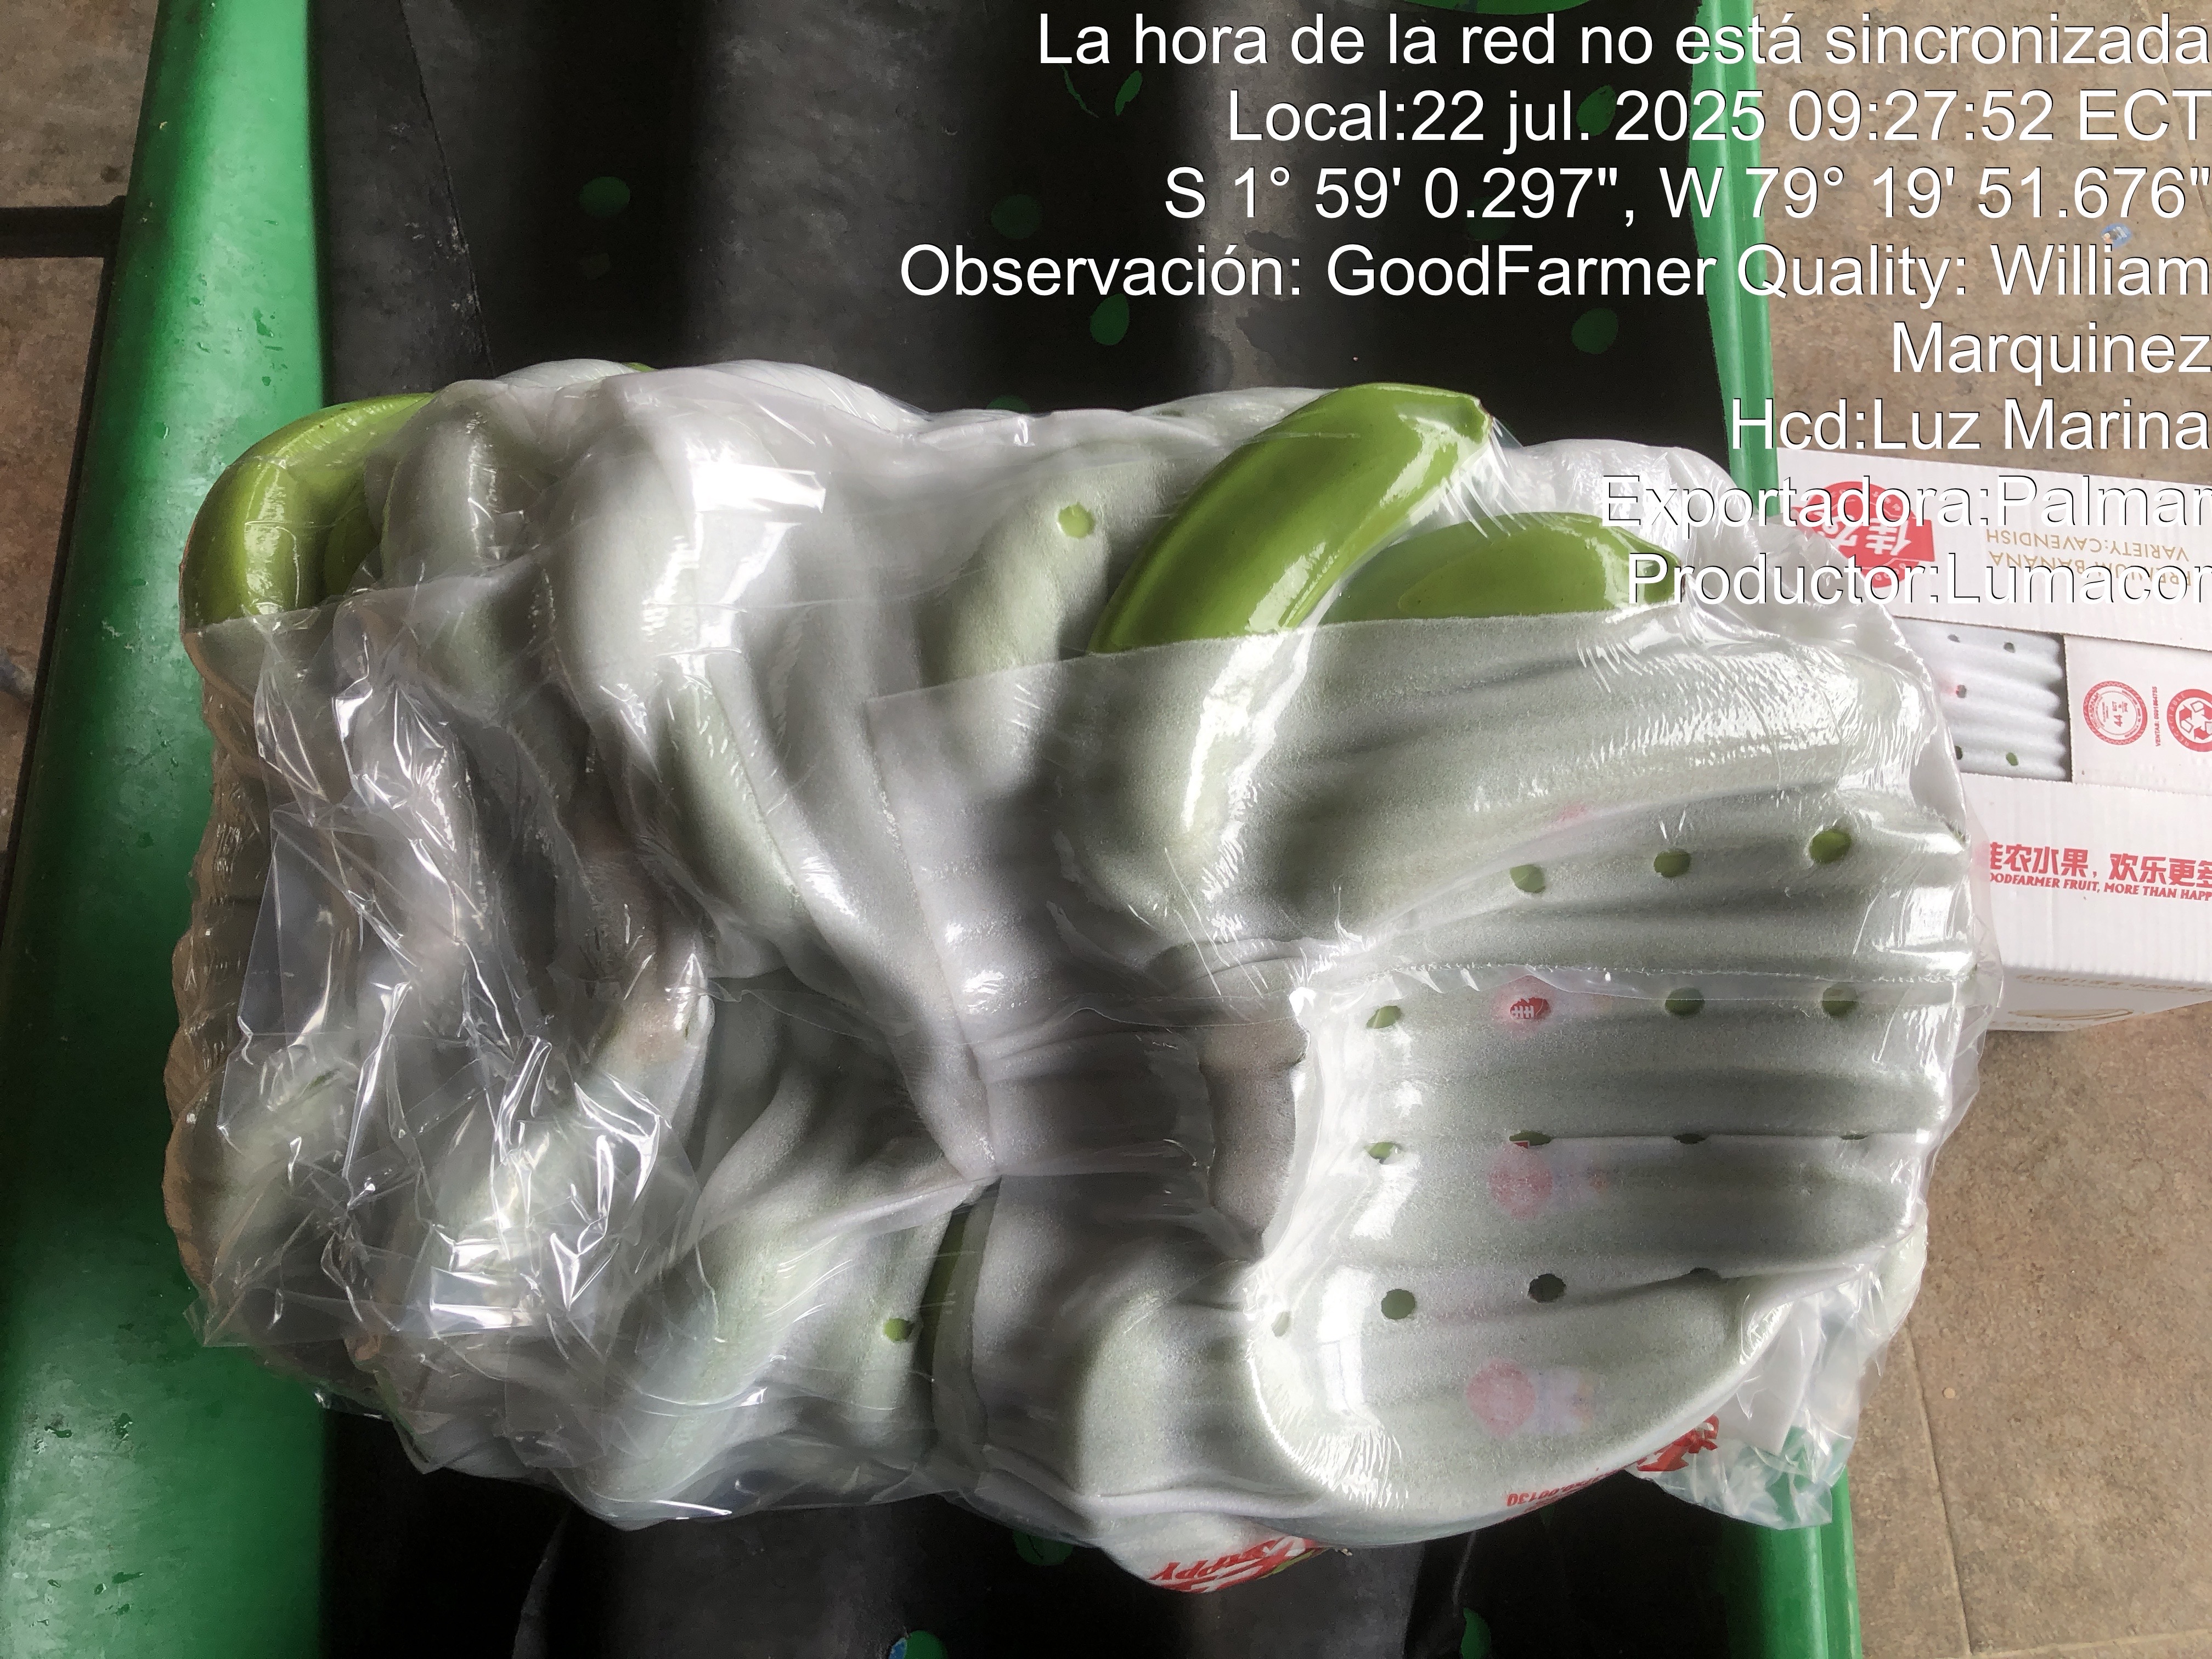 La hora de la red no está sincronizada
Local:22 jul. 2025 09:27:52 ECT
S 1° 59' 0.297", W 79° 19' 51.676"
Observación: GoodFarmer Quality: William
Marquinez
Hcd:Luz Marina
Exportadora:Palmar
Productor:Lumacor
PREMIUM BANANA
VARIETY:CAVENDISH
佳农水果, 欢乐更多
GOODFARMER FRUIT, MORE THAN HAPP